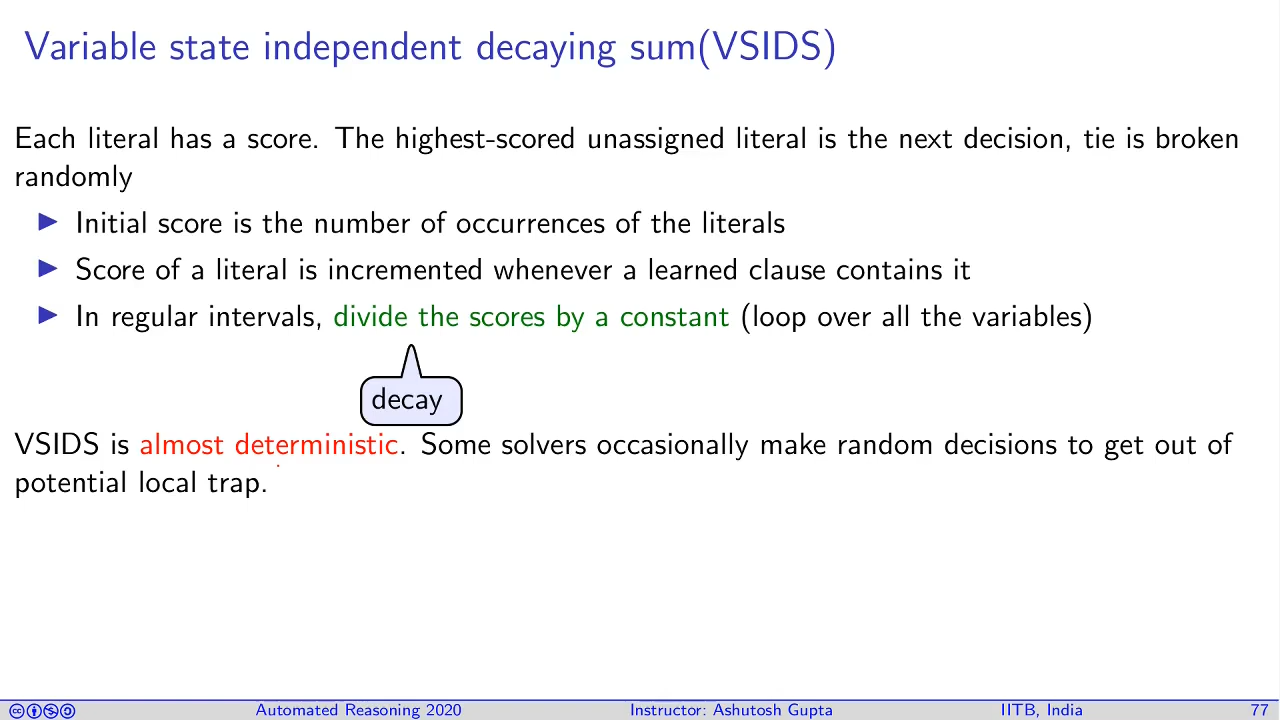 Variable state independent decaying sum(VSIDS)
Each literal has a score. The highest-scored unassigned literal is the next decision, tie is broken
randomly
▶ Initial score is the number of occurrences of the literals
▶ Score of a literal is incremented whenever a learned clause contains it
▶ In regular intervals, divide the scores by a constant (loop over all the variables)
decay
VSIDS is almost deterministic. Some solvers occasionally make random decisions to get out of
potential local trap.
Automated Reasoning 2020 Instructor: Ashutosh Gupta IITB, India 77